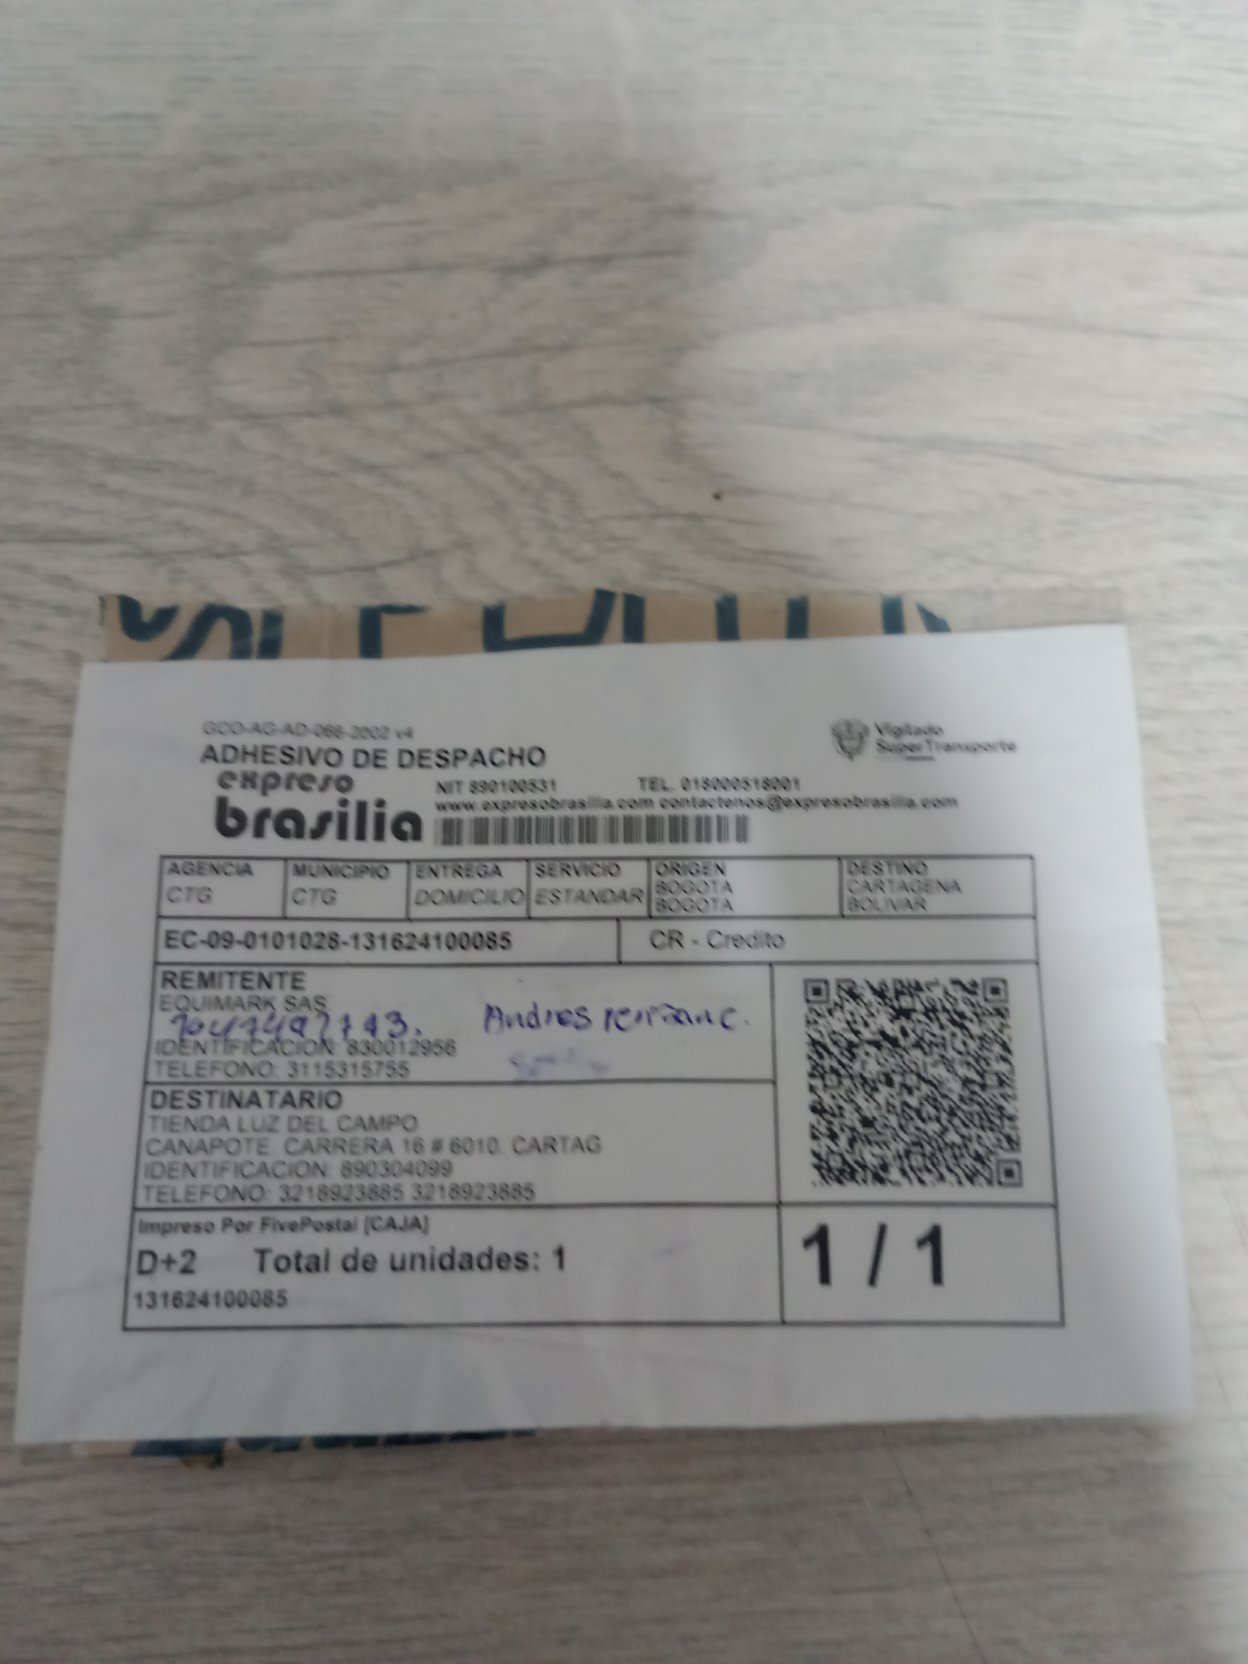 GCO-AG-AD-066-2002 v4
ADHESIVO DE DESPACHO
Vigilado
SuperTransporte
expreso
brasilia
NIT 890100531 TEL. 018000518001
www.expresobrasilia.com contactenos@expresobrasilia.com
AGENCIA MUNICIPIO ENTREGA SERVICIO ORIGEN DESTINO
CTG CTG DOMICILIO ESTANDAR BOGOTA CARTAGENA
BOGOTA BOLIVAR
EC-09-0101028-131624100085 CR - Credito
REMITENTE
EQUIMARK SAS
Andres
IDENTIFICACION: 830012956
TELEFONO: 3115315755
DESTINATARIO
TIENDA LUZ DEL CAMPO
CANAPOTE. CARRERA 16 # 6010. CARTAG
IDENTIFICACION: 890304099
TELEFONO: 3218923885 3218923885
Impreso Por FivePostal [CAJA]
D+2 Total de unidades: 1
1 / 1
131624100085